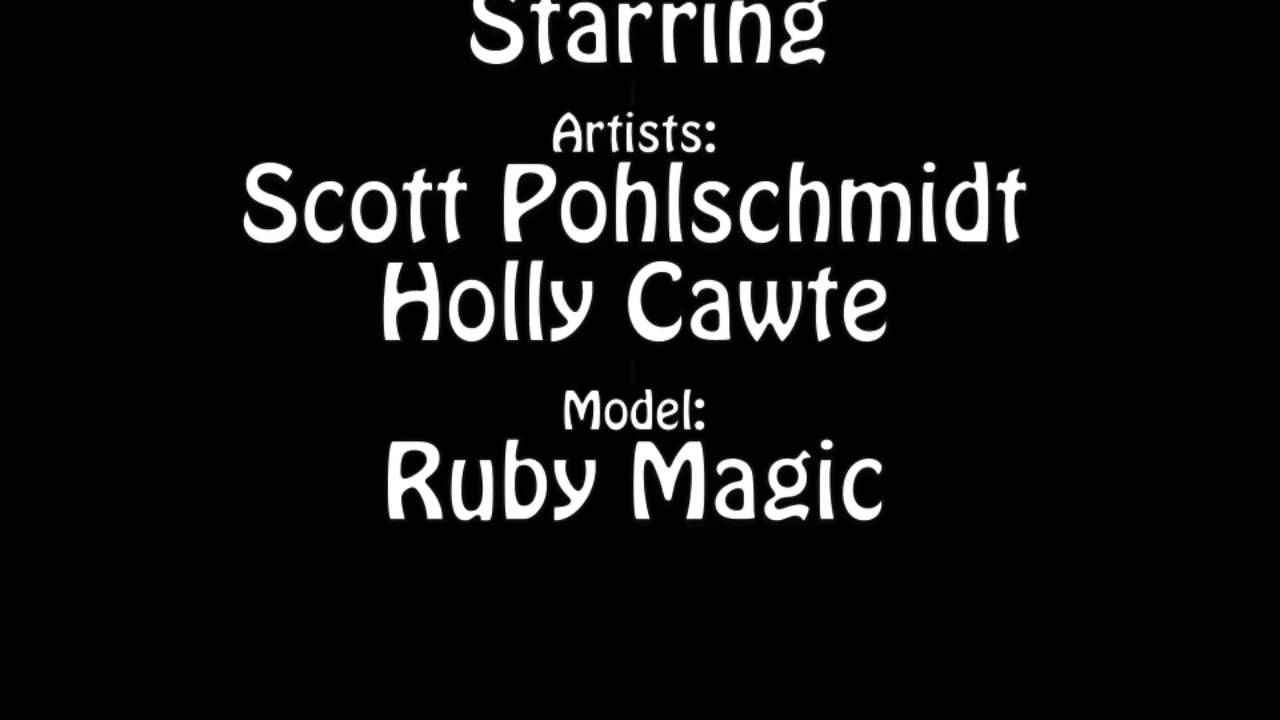 Starring
Artists:
Scott Pohlschmidt
Holly Cawte
Model:
Ruby Magic